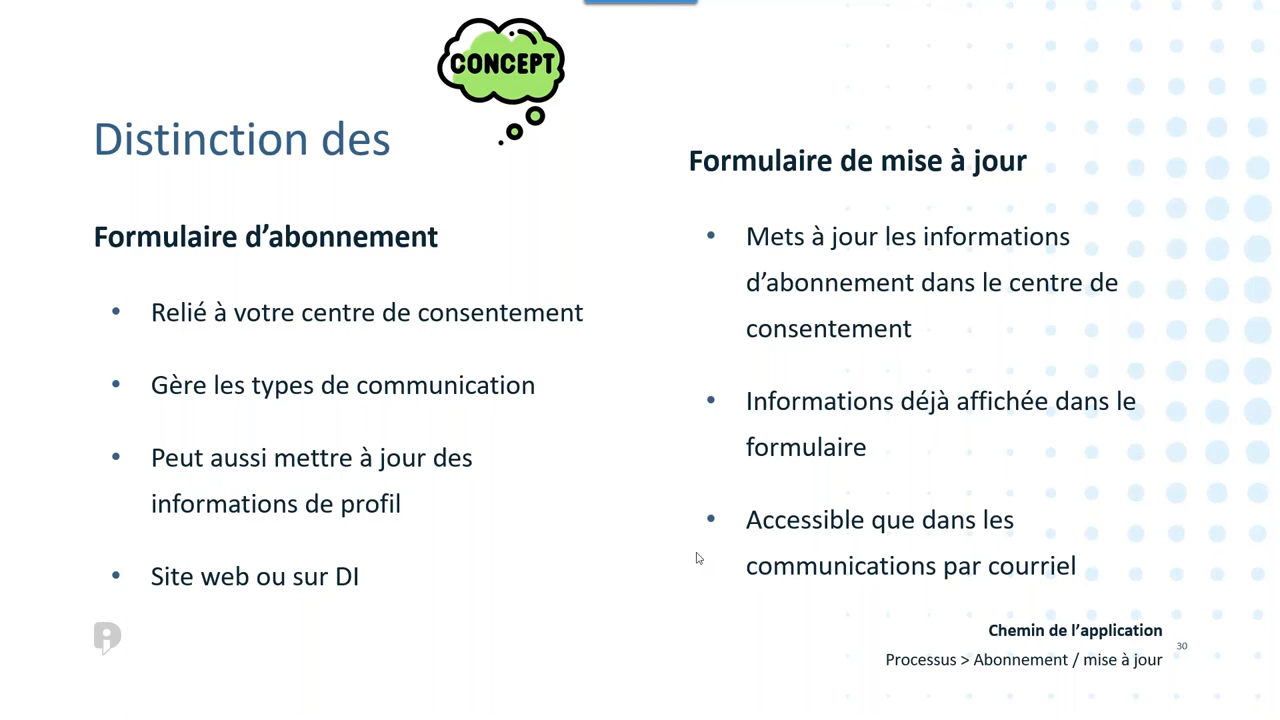 CONCEPT
Distinction des
Formulaire d’abonnement
• Relié à votre centre de consentement
• Gère les types de communication
• Peut aussi mettre à jour des
informations de profil
• Site web ou sur DI
Formulaire de mise à jour
• Mets à jour les informations
d’abonnement dans le centre de
consentement
• Informations déjà affichée dans le
formulaire
• Accessible que dans les
communications par courriel
Chemin de l’application
Processus > Abonnement / mise à jour
30